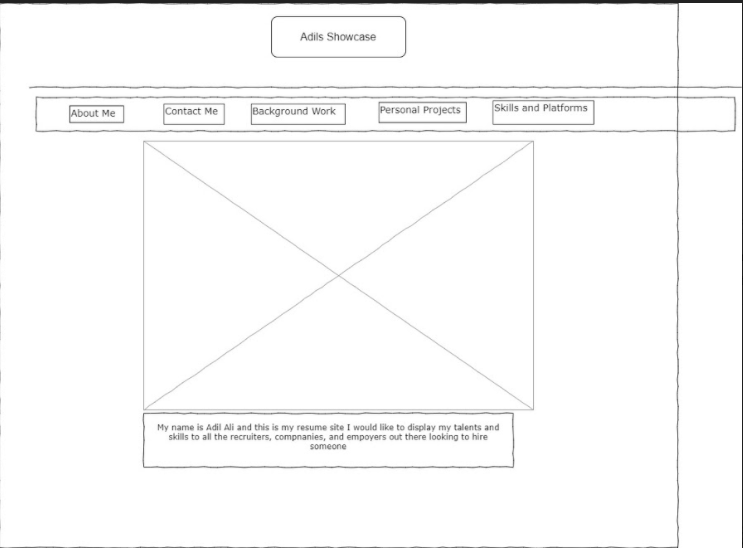 Adils Showcase
About Me
Contact Me
Background Work
Personal Projects
Skills and Platforms
My name is Adil Ali and this is my resume site I would like to display my talents and
skills to all the recruiters, compnanies, and empoyers out there looking to hire
someone